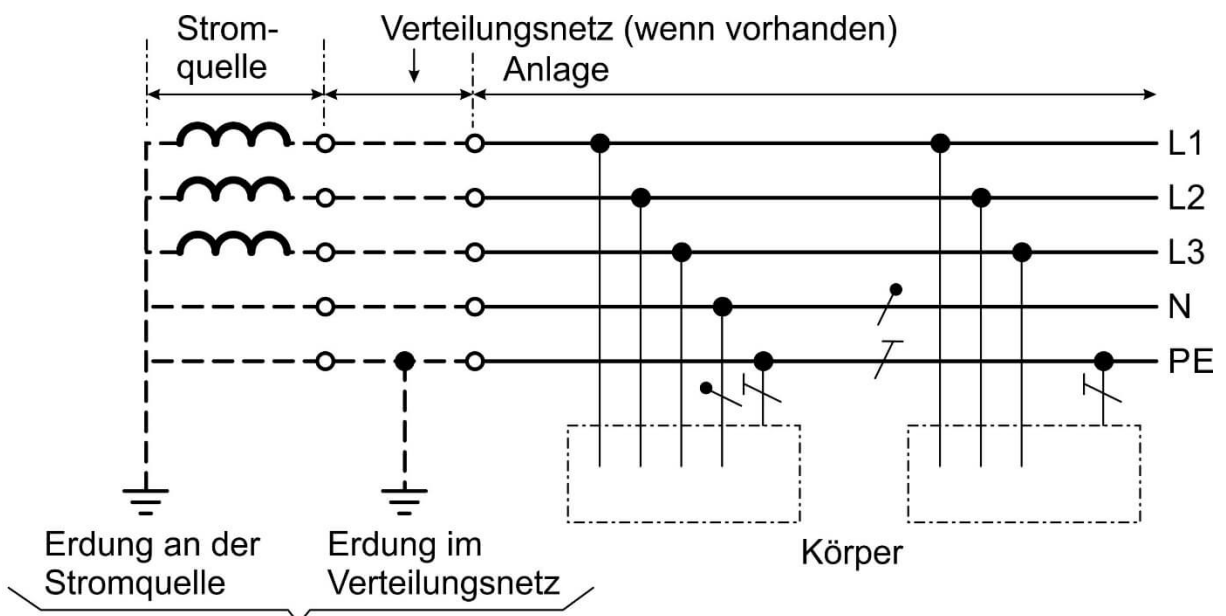 Strom-
quelle
Verteilungsnetz (wenn vorhanden)
Anlage
L1
L2
L3
N
PE
Erdung an der
Stromquelle
Erdung im
Verteilungsnetz
Körper